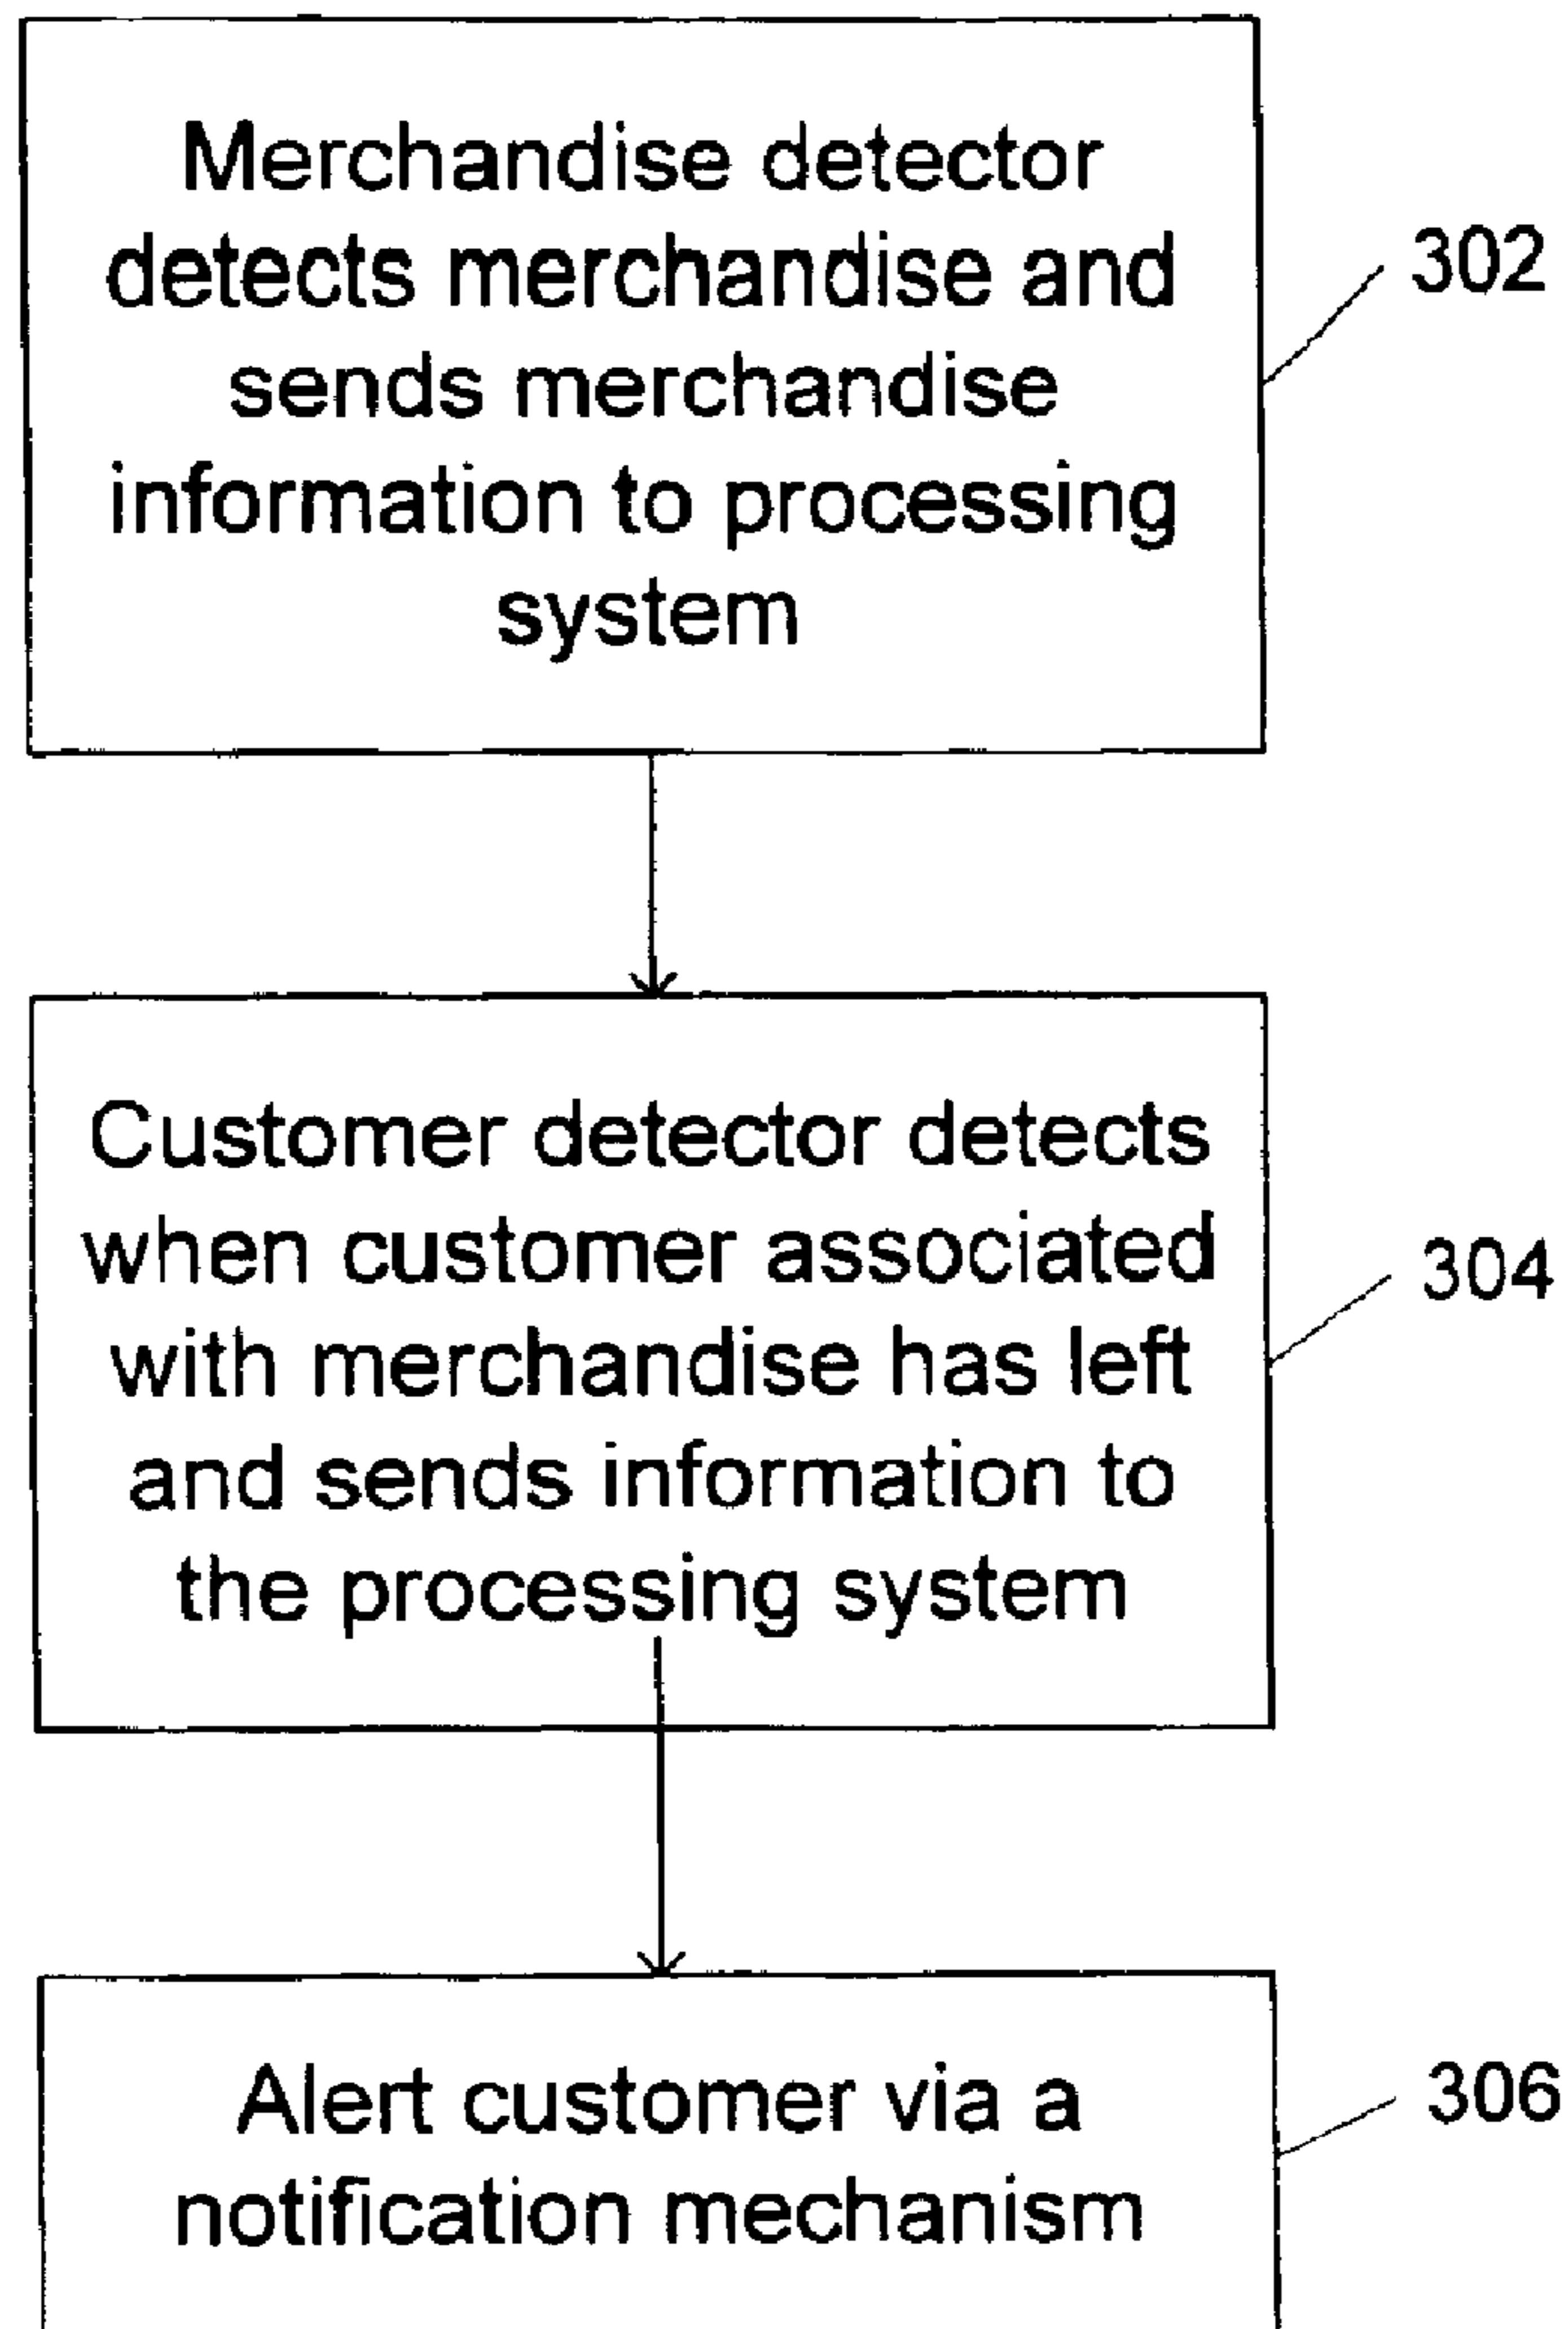 Merchandise detector
detects merchandise and
sends merchandise
information to processing
system
302
Customer detector detects
when customer associated
with merchandise has left
and sends information to
the processing system
304
Alert customer via a
notification mechanism
306